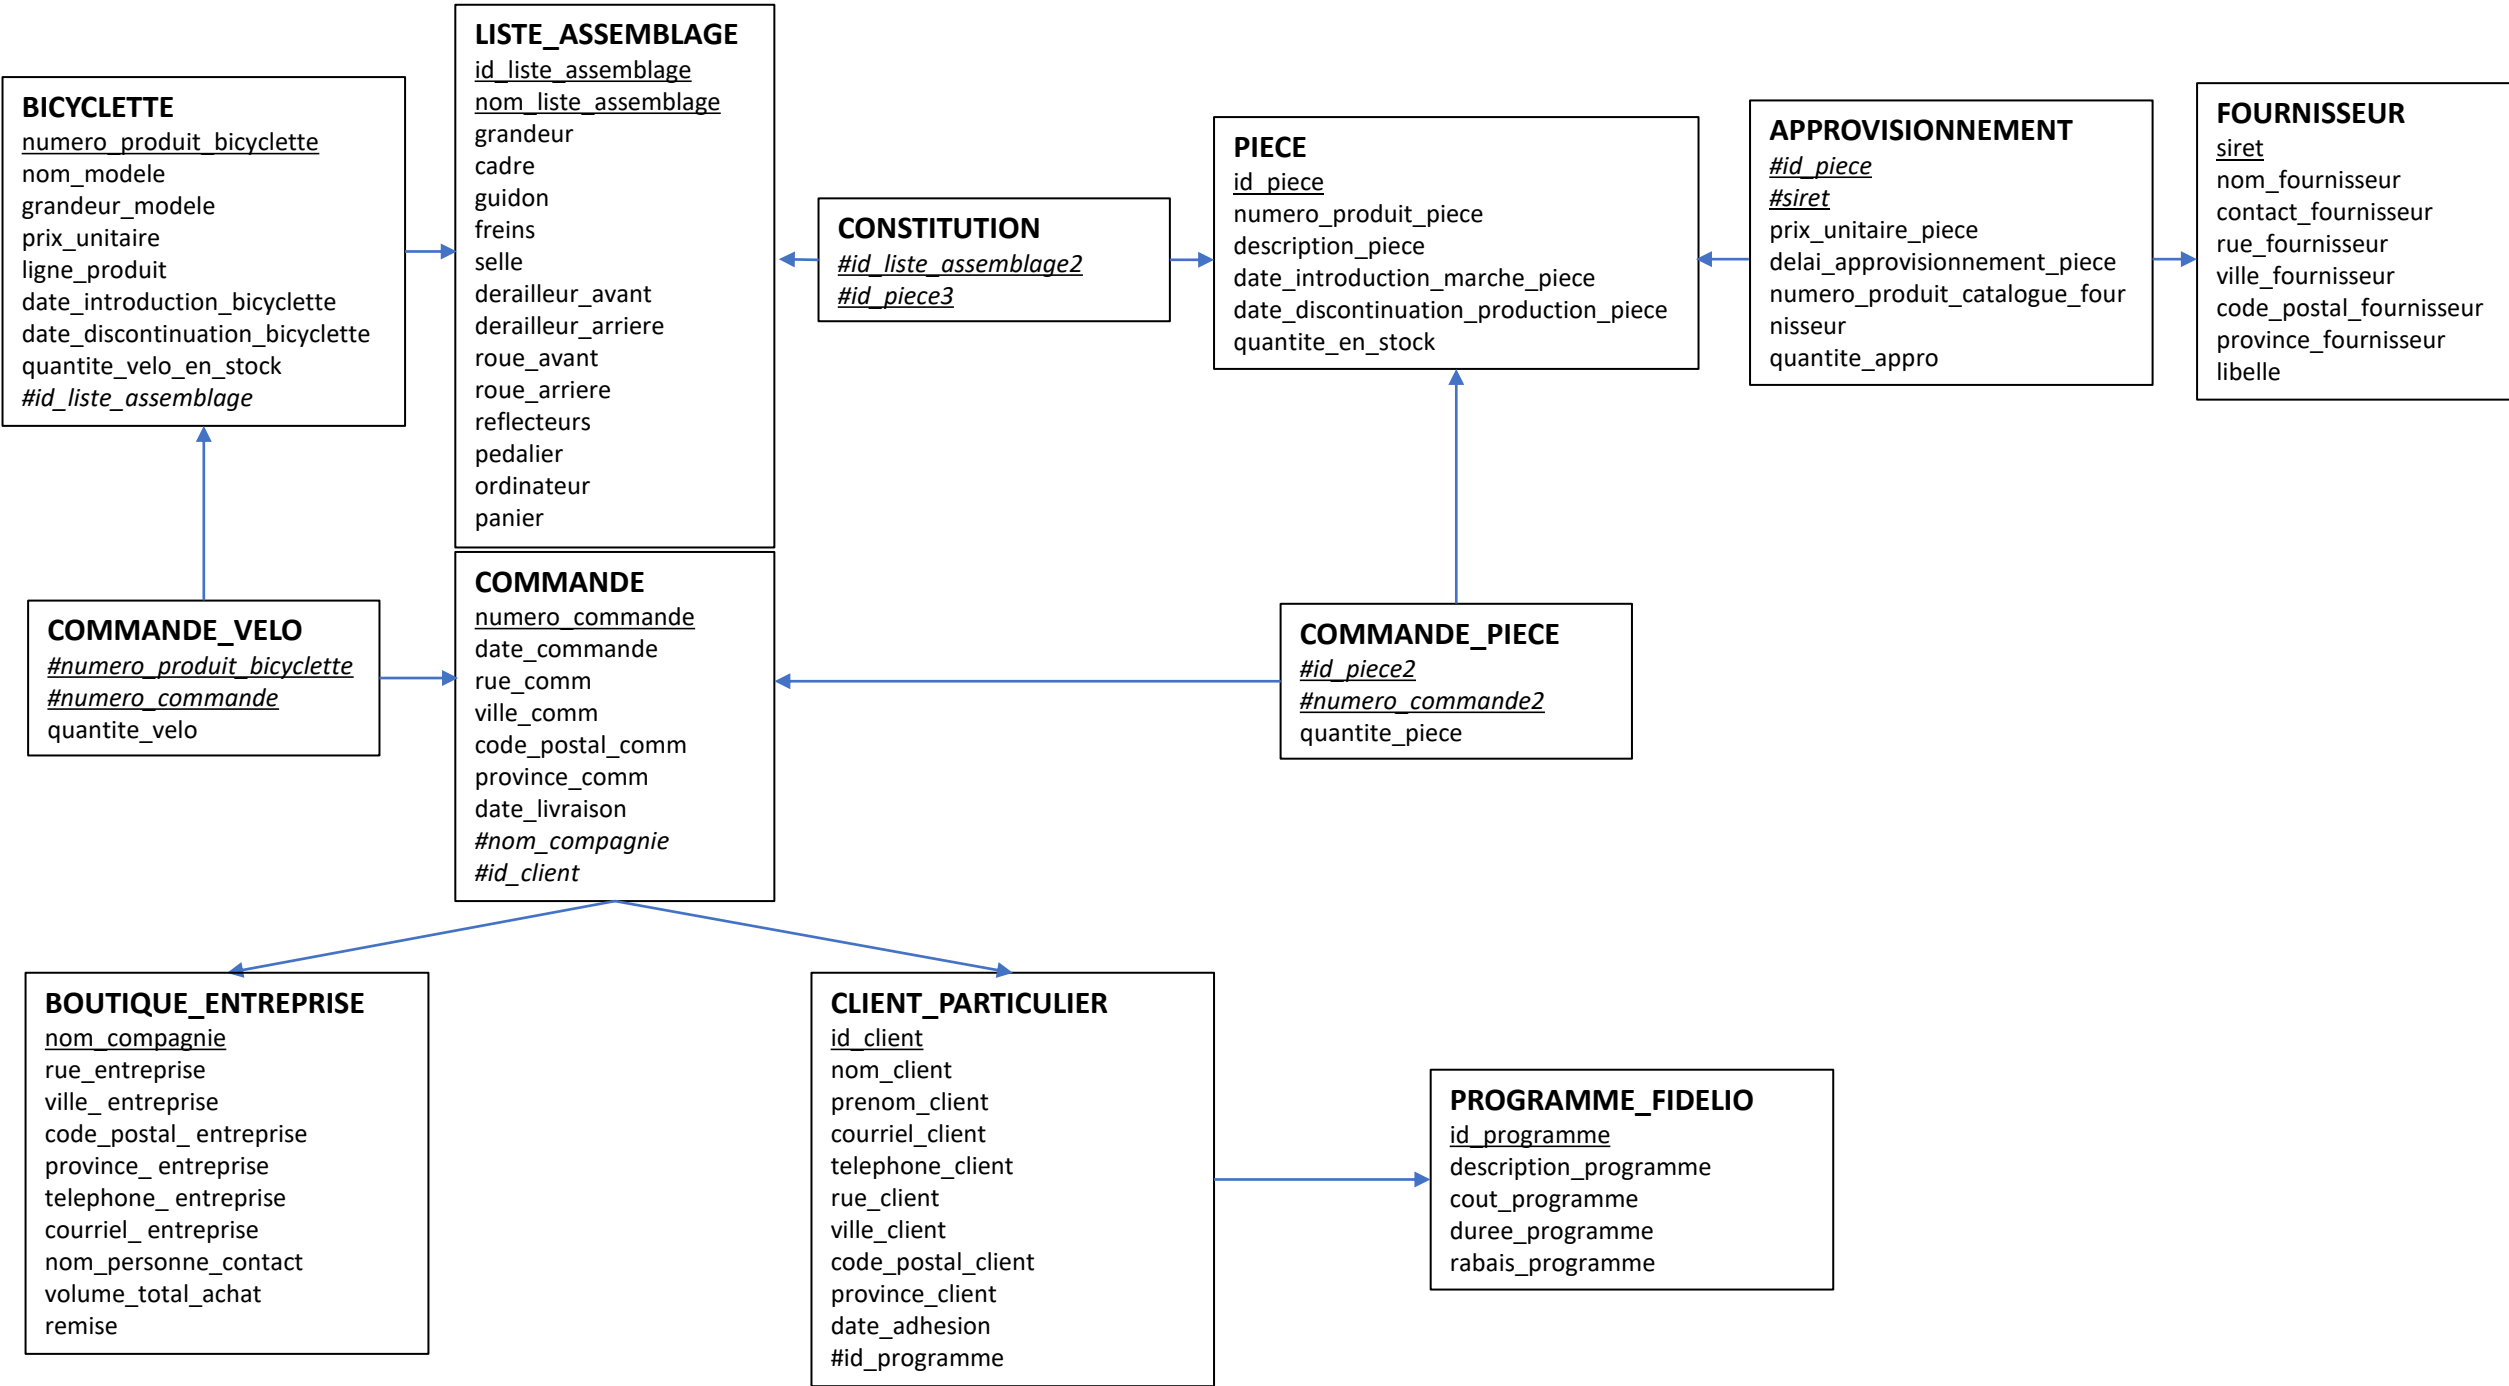 BICYCLETTE
numero_produit_bicyclette
nom_modele
grandeur_modele
prix_unitaire
ligne_produit
date_introduction_bicyclette
date_discontinuation_bicyclette
quantite_velo_en_stock
#id_liste_assemblage
LISTE_ASSEMBLAGE
id_liste_assemblage
nom_liste_assemblage
grandeur
cadre
guidon
freins
selle
derailleur_avant
derailleur_arriere
roue_avant
roue_arriere
reflecteurs
pedalier
ordinateur
panier
CONSTITUTION
#id_liste_assemblage2
#id_piece3
PIECE
id_piece
numero_produit_piece
description_piece
date_introduction_marche_piece
date_discontinuation_production_piece
quantite_en_stock
APPROVISIONNEMENT
#id_piece
#siret
prix_unitaire_piece
delai_approvisionnement_piece
numero_produit_catalogue_four
nisseur
quantite_appro
FOURNISSEUR
siret
nom_fournisseur
contact_fournisseur
rue_fournisseur
ville_fournisseur
code_postal_fournisseur
province_fournisseur
libelle
COMMANDE_VELO
#numero_produit_bicyclette
#numero_commande
quantite_velo
COMMANDE
numero_commande
date_commande
rue_comm
ville_comm
code_postal_comm
province_comm
date_livraison
#nom_compagnie
#id_client
COMMANDE_PIECE
#id_piece2
#numero_commande2
quantite_piece
BOUTIQUE_ENTREPRISE
nom_compagnie
rue_entreprise
ville_ entreprise
code_postal_ entreprise
province_ entreprise
telephone_ entreprise
courriel_ entreprise
nom_personne_contact
volume_total_achat
remise
CLIENT_PARTICULIER
id_client
nom_client
prenom_client
courriel_client
telephone_client
rue_client
ville_client
code_postal_client
province_client
date_adhesion
#id_programme
PROGRAMME_FIDELIO
id_programme
description_programme
cout_programme
duree_programme
rabais_programme